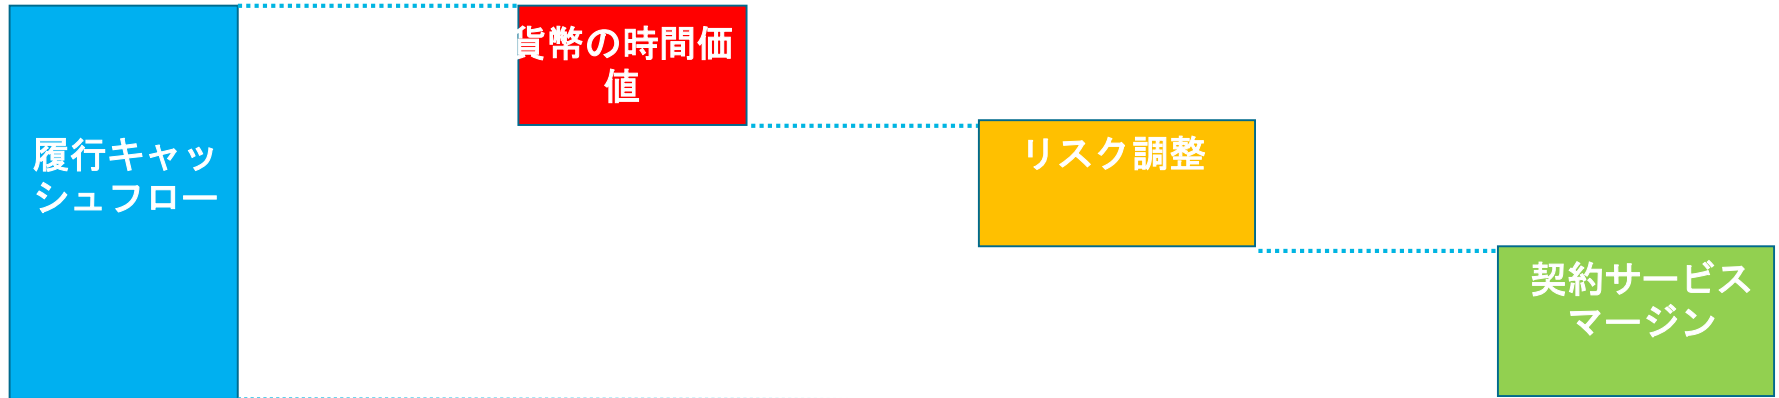 貨幣の時間価
値
履行キャッ
シュフロー
リスク調整
契約サービス
マージン